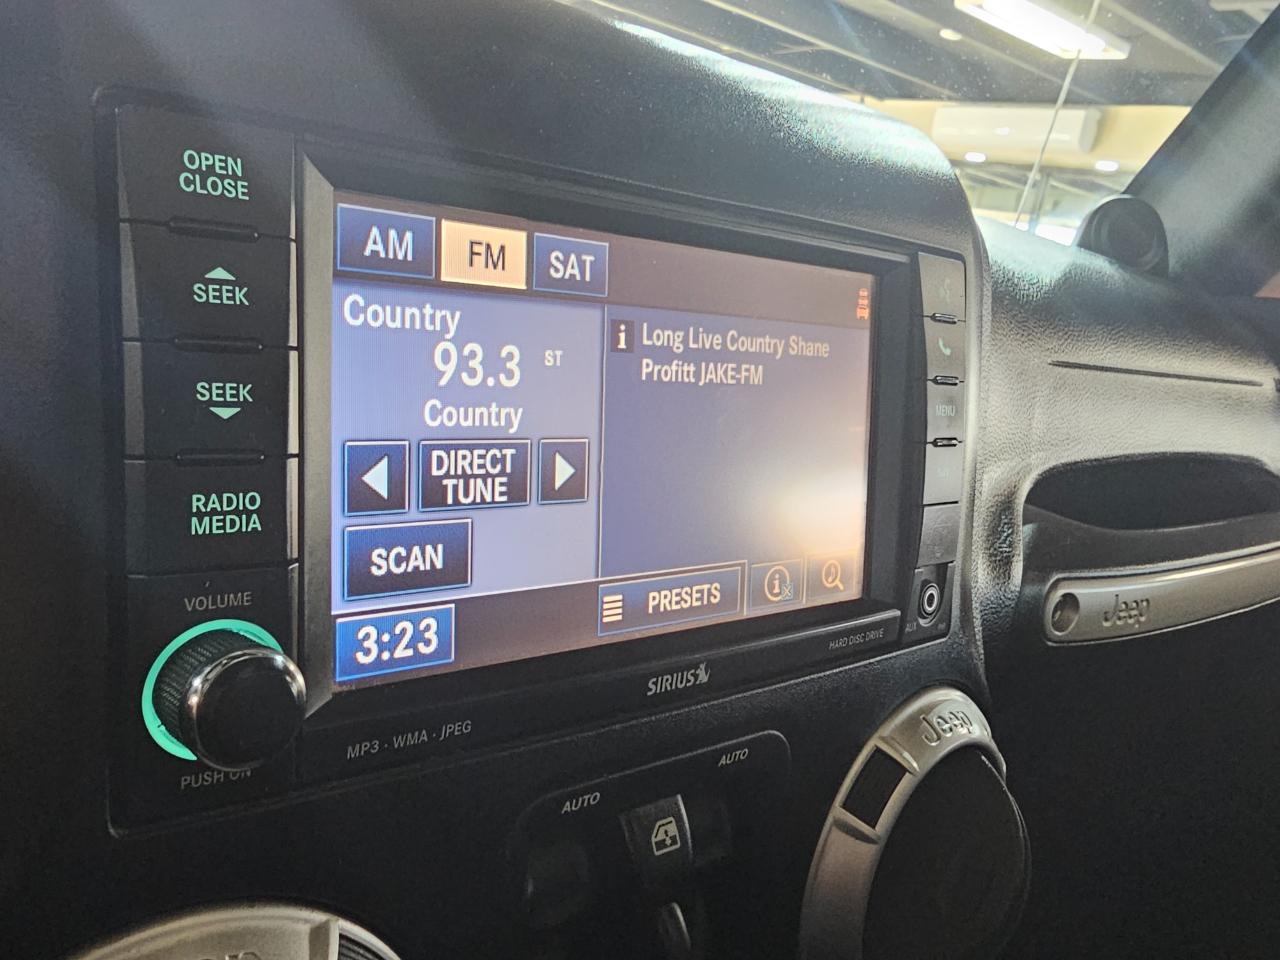 OPEN
CLOSE
SEEK
SEEK
RADIO
MEDIA
VOLUME
PUSH ON
AM
FM
SAT
Country
93.3 ST
Country
DIRECT
TUNE
SCAN
3:23
i Long Live Country Shane
Profitt JAKE-FM
PRESETS
i
MENU
AUX
HARD DISC DRIVE
SIRIUS
MP3 · WMA · JPEG
AUTO
AUTO
Jeep
Jeep